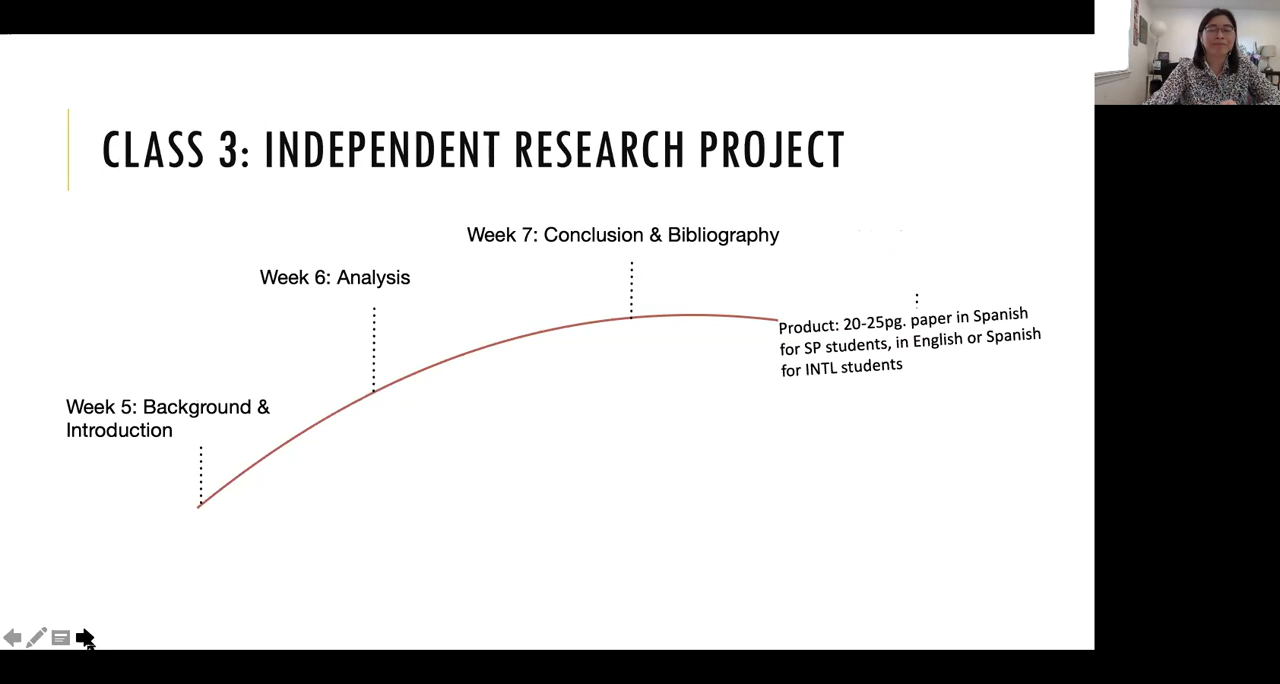 CLASS 3: INDEPENDENT RESEARCH PROJECT
Week 7: Conclusion & Bibliography
Week 6: Analysis
Product: 20-25pg. paper in Spanish
for SP students, in English or Spanish
for INTL students
Week 5: Background &
Introduction